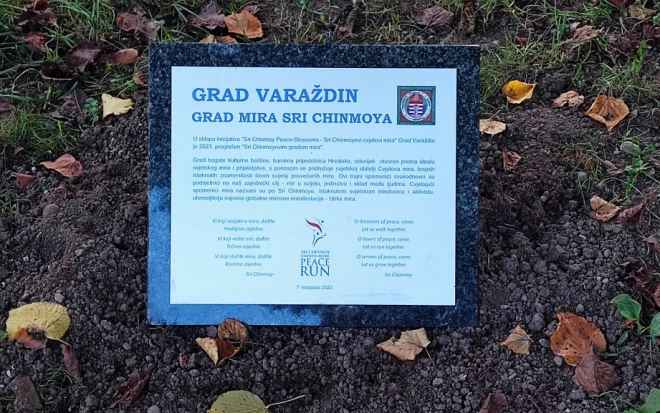 GRAD VARAŽDIN
GRAD MIRA SRI CHINMOYA
U sklopu inicijative "Sri Chinmoy Peace-Blossoms - Sri Chinmoyevi cvjetovi mira" Grad Varaždin
je 2023. proglašen "Sri Chinmoyevim gradom mira".
Grad bogate kulturne baštine, barokna prijestolnica Hrvatske, oduvijek otvoren prema idealu
svjetskog mira i prijateljstva, s ponosom se pridružuje svjetskoj obitelji Cvjetova mira, brojnih
istaknutih znamenitosti širom svijeta posvećenih miru. Ovi trajni spomenici svakodnevni su
podsjetnici na naš zajednički cilj - mir u svijetu, jedinstvo i sklad među ljudima. Cvjetajući
spomenici mira nazvani su po Sri Chinmoyu, istaknutom svjetskom mirotvorcu i aktivistu,
utemeljitelju najveće globalne mirovne manifestacije - Utrka mira.
Vi koji sanjate o miru, dođite.
Hodajmo zajedno.
Vi koji volite mir, dođite.
Trčimo zajedno.
Vi koji služite miru, dođite.
Rastimo zajedno.
-Sri Chinmoy-
SRI CHINMOY
ONENESS-HOME
PEACE
RUN
7. listopada 2023.
O dreamers of peace, come.
Let us walk together.
O lovers of peace, come.
Let us run together.
O servers of peace, come.
Let us grow together.
-Sri Chinmoy-